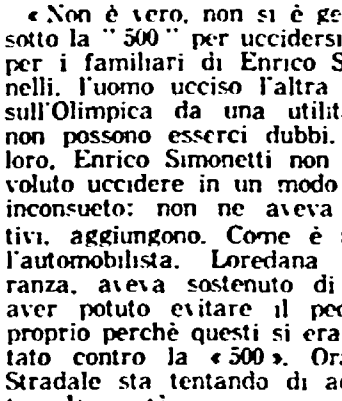 « Non è vero, non si è ge
sotto la " 500 " per uccidersi
per i familiari di Enrico S
nelli, l'uomo ucciso l'altra
sull'Olimpica da una utilit
non possono esserci dubbi.
loro, Enrico Simonetti non
voluto uccidere in un modo
inconsueto: non ne aveva
tivi, aggiungono. Come è
l'automobilista, Loredana
ranza, aveva sostenuto di
aver potuto evitare il ped
proprio perchè questi si era
tato contro la « 500 ». Ora
Stradale sta tentando di ac